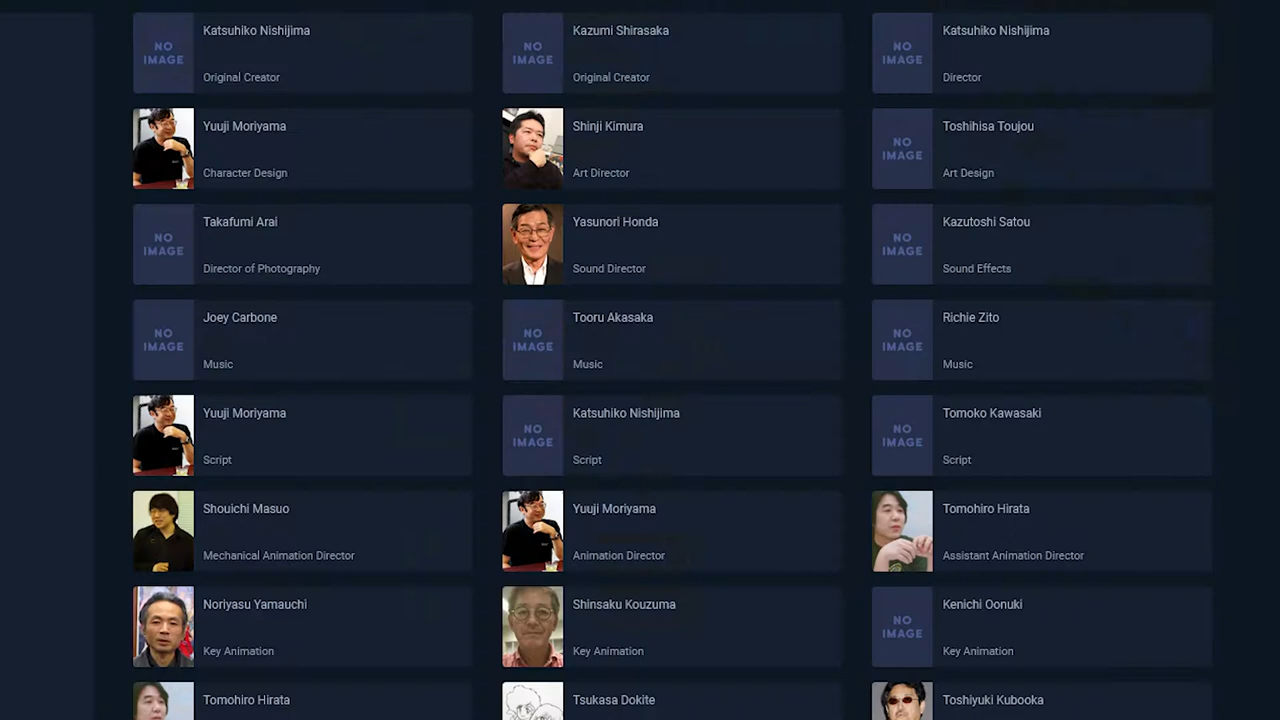 NO
IMAGE
Katsuhiko Nishijima
Original Creator
NO
IMAGE
Kazumi Shirasaka
Original Creator
NO
IMAGE
Katsuhiko Nishijima
Director
Yuuji Moriyama
Character Design
Shinji Kimura
Art Director
NO
IMAGE
Toshihisa Toujou
Art Design
NO
IMAGE
Takafumi Arai
Director of Photography
Yasunori Honda
Sound Director
NO
IMAGE
Kazutoshi Satou
Sound Effects
NO
IMAGE
Joey Carbone
Music
NO
IMAGE
Tooru Akasaka
Music
NO
IMAGE
Richie Zito
Music
Yuuji Moriyama
Script
NO
IMAGE
Katsuhiko Nishijima
Script
NO
IMAGE
Tomoko Kawasaki
Script
Shouichi Masuo
Mechanical Animation Director
Yuuji Moriyama
Animation Director
Tomohiro Hirata
Assistant Animation Director
Noriyasu Yamauchi
Key Animation
Shinsaku Kouzuma
Key Animation
NO
IMAGE
Kenichi Oonuki
Key Animation
Tomohiro Hirata
Tsukasa Dokite
Toshiyuki Kubooka